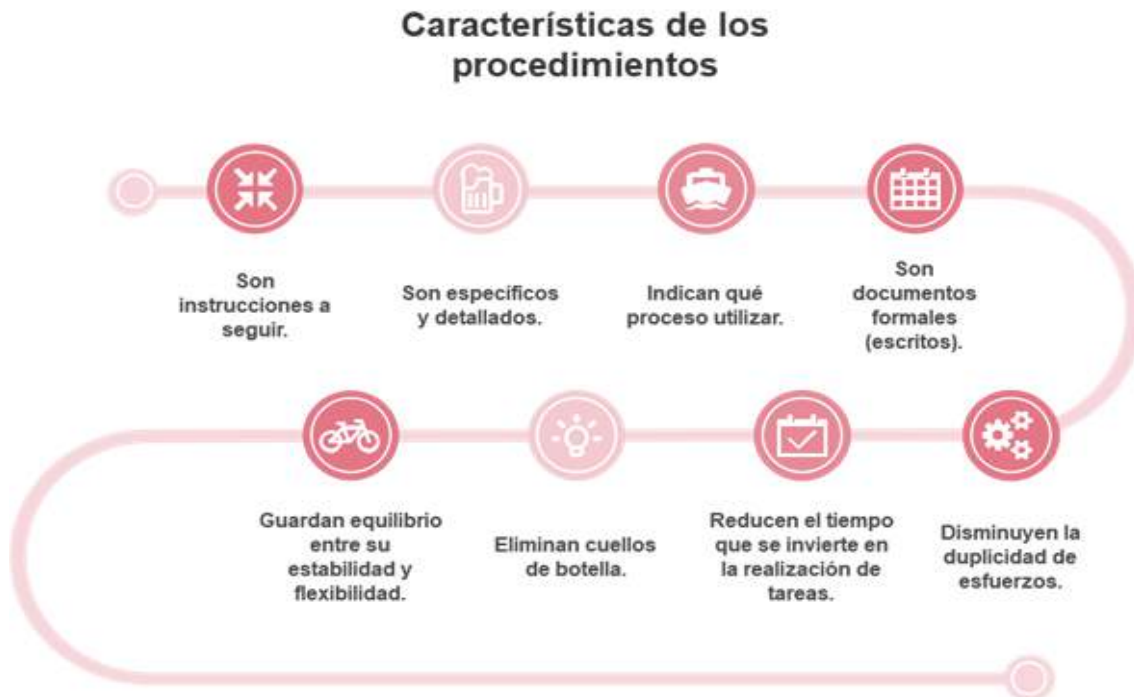 Características de los
procedimientos
Son
instrucciones a
seguir.
Son específicos
y detallados.
Indican qué
proceso utilizar.
Son
documentos
formales
(escritos).
Guardan equilibrio
entre su
estabilidad y
flexibilidad.
Eliminan cuellos
de botella.
Reducen el tiempo
que se invierte en
la realización de
tareas.
Disminuyen la
duplicidad de
esfuerzos.